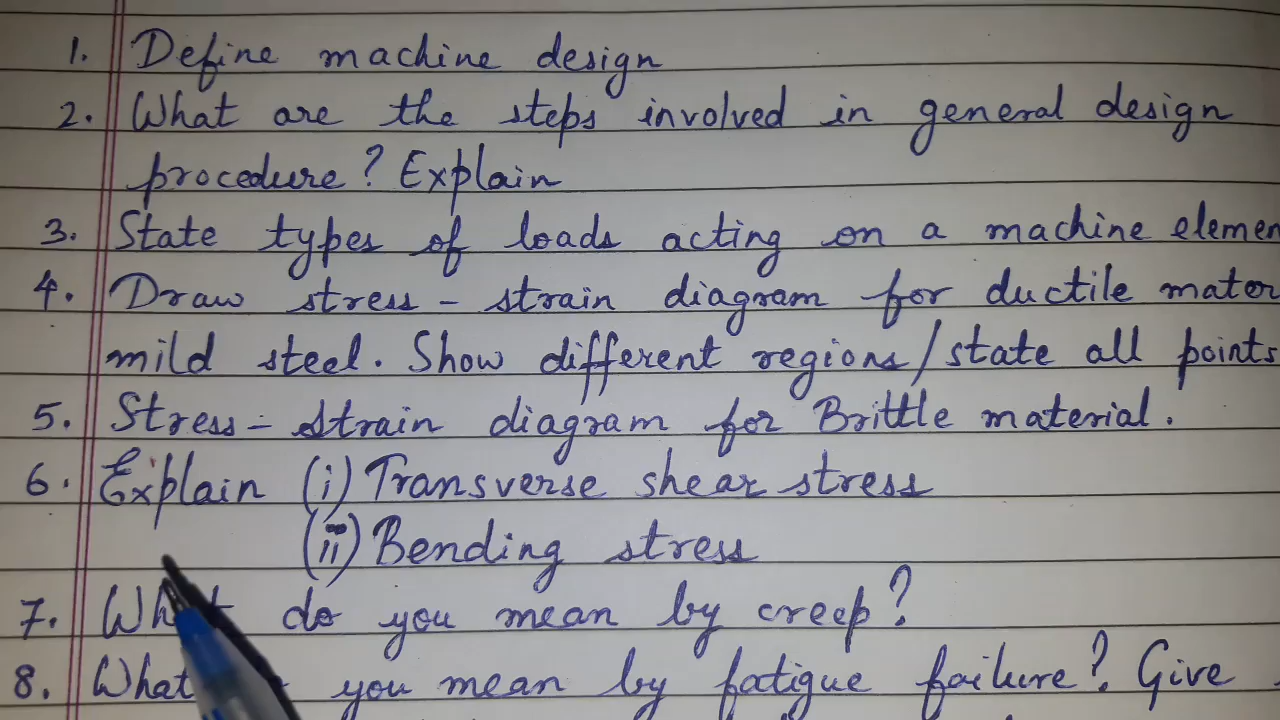 1. Define machine design
2. What are the steps involved in general design
procedure? Explain
3. State types of loads acting on a machine elemen
4. Draw stress - strain diagram for ductile mater
mild steel. Show different regions/state all points
5. Stress - strain diagram for Brittle material.
6. Explain (i) Transverse shear stress
(ii) Bending stress
7. What do you mean by creep?
8. What you mean by fatigue failure? Give